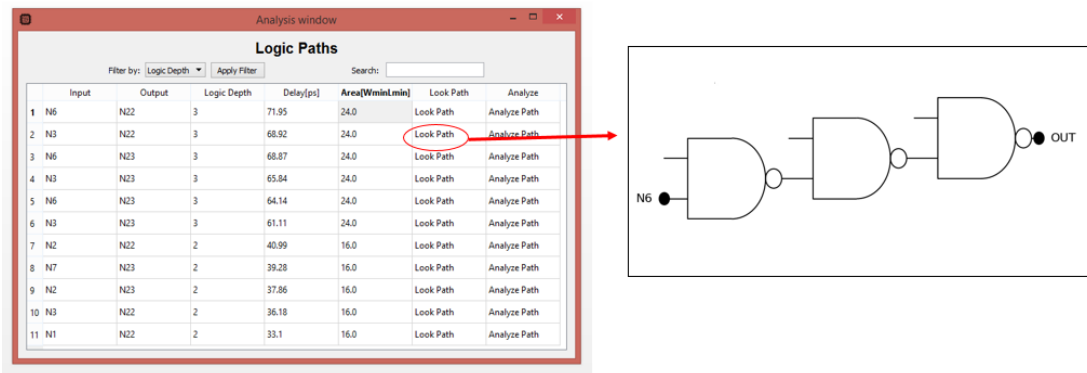 Analysis window
Logic Paths
Filter by: Logic Depth Apply Filter Search:
Input Output Logic Depth Delay[ps] Area[WminLmin] Look Path Analyze
1 N6 N22 3 71.95 24.0 Look Path Analyze Path
2 N3 N22 3 68.92 24.0 Look Path Analyze Path
3 N6 N23 3 68.87 24.0 Look Path Analyze Path
4 N3 N23 3 65.84 24.0 Look Path Analyze Path
5 N6 N23 3 64.14 24.0 Look Path Analyze Path
6 N3 N23 3 61.11 24.0 Look Path Analyze Path
7 N2 N22 2 40.99 16.0 Look Path Analyze Path
8 N7 N23 2 39.28 16.0 Look Path Analyze Path
9 N2 N23 2 37.86 16.0 Look Path Analyze Path
10 N3 N22 2 36.18 16.0 Look Path Analyze Path
11 N1 N22 2 33.1 16.0 Look Path Analyze Path
OUT
N6